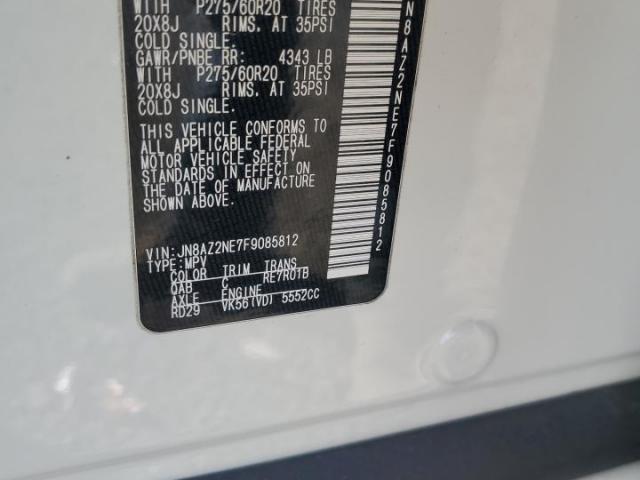 WITH P275/60R20 TIRES
20X8J RIMS. AT 35PSI
COLD SINGLE.
GAWR/PNBE RR: 4343 LB
WITH P275/60R20 TIRES
20X8J RIMS. AT 35PSI
COLD SINGLE.
THIS VEHICLE CONFORMS TO
ALL APPLICABLE FEDERAL
MOTOR VEHICLE SAFETY
STANDARDS IN EFFECT ON
THE DATE OF MANUFACTURE
SHOWN ABOVE.
VIN:JN8AZ2NE7F9085812
TYPE:MPV
COLOR TRIM TRANS
QAB C RE7R01B
AXLE ENGINE
RD29 VK56(VD) 5552CC
N8AZ2NE7F9085812